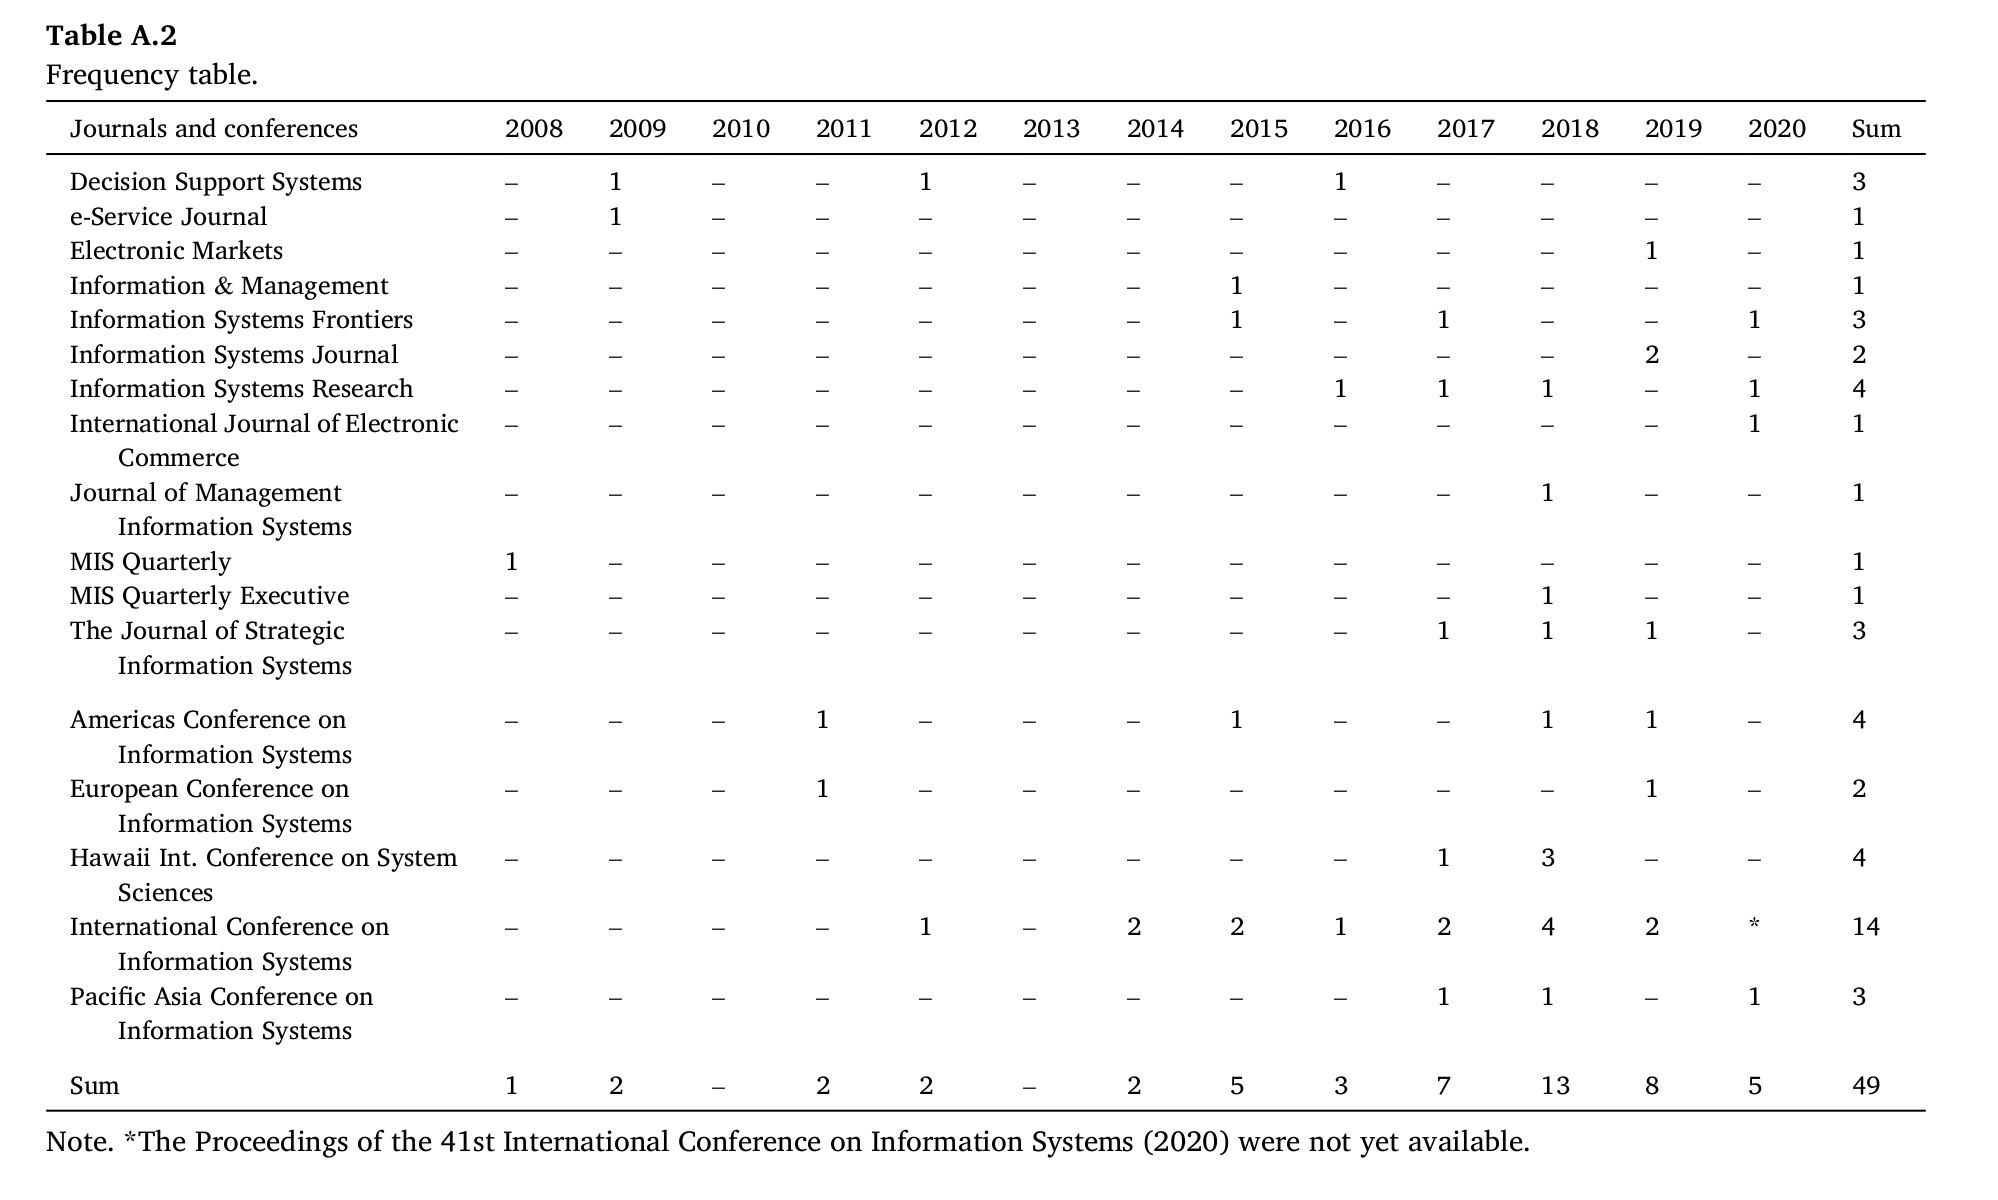 Table A.2
Frequency table.
Journals and conferences 2008 2009 2010 2011 2012 2013 2014 2015 2016 2017 2018 2019 2020 Sum
Decision Support Systems – 1 – – 1 – – – 1 – – – – 3
e-Service Journal – 1 – – – – – – – – – – – 1
Electronic Markets – – – – – – – – – – – 1 – 1
Information & Management – – – – – – – 1 – – – – – 1
Information Systems Frontiers – – – – – – – 1 – 1 – – 1 3
Information Systems Journal – – – – – – – – – – – 2 – 2
Information Systems Research – – – – – – – – 1 1 1 – 1 4
International Journal of Electronic – – – – – – – – – – – – 1 1
Commerce
Journal of Management – – – – – – – – – – 1 – – 1
Information Systems
MIS Quarterly 1 – – – – – – – – – – – – 1
MIS Quarterly Executive – – – – – – – – – – 1 – – 1
The Journal of Strategic – – – – – – – – – 1 1 1 – 3
Information Systems
Americas Conference on – – – 1 – – – 1 – – 1 1 – 4
Information Systems
European Conference on – – – 1 – – – – – – – 1 – 2
Information Systems
Hawaii Int. Conference on System – – – – – – – – – 1 3 – – 4
Sciences
International Conference on – – – – 1 – 2 2 1 2 4 2 * 14
Information Systems
Pacific Asia Conference on – – – – – – – – – 1 1 – 1 3
Information Systems
Sum 1 2 – 2 2 – 2 5 3 7 13 8 5 49
Note. *The Proceedings of the 41st International Conference on Information Systems (2020) were not yet available.